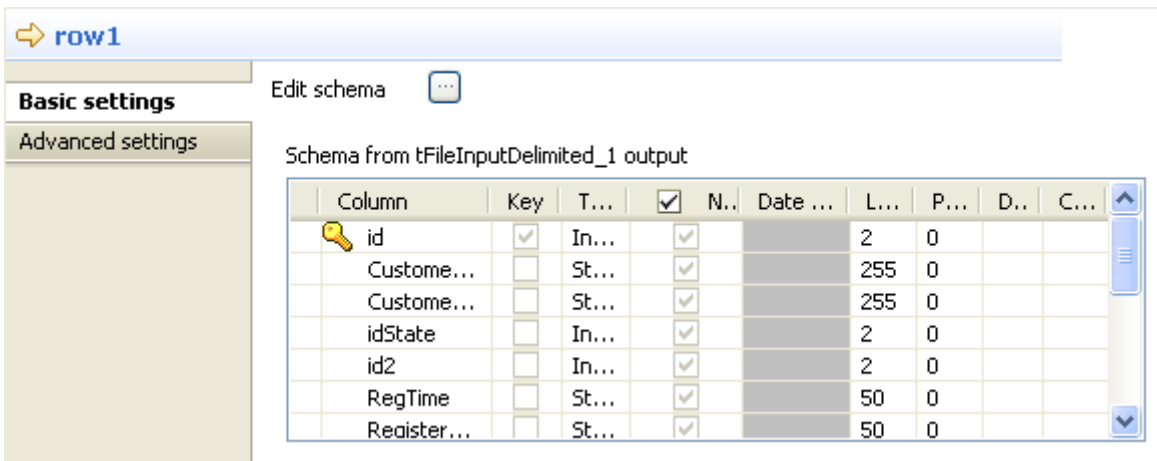 row1
Basic settings
Advanced settings
Edit schema ...
Schema from tFileInputDelimited_1 output
Column Key T... N.. Date ... L... P... D.. C...
id In... 2 0
Custome... St... 255 0
Custome... St... 255 0
idState In... 2 0
id2 In... 2 0
RegTime St... 50 0
Register... St... 50 0